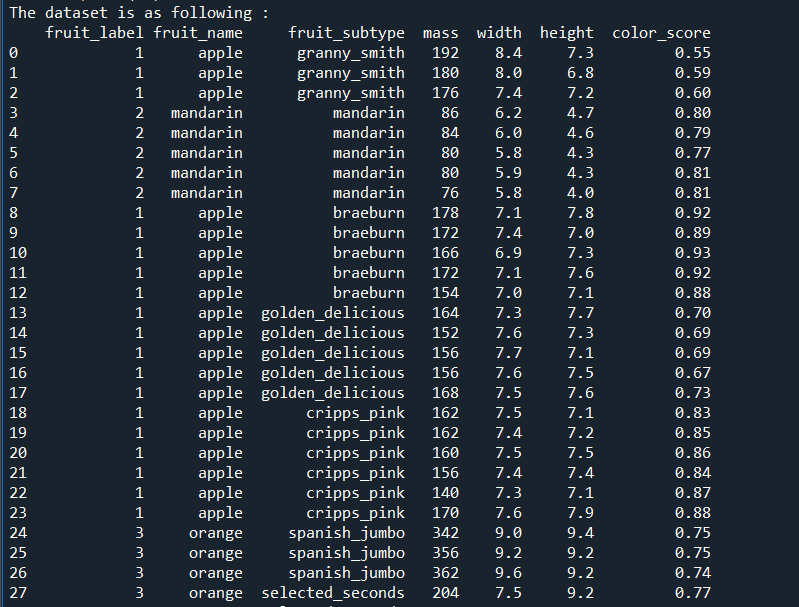 The dataset is as following :
fruit_label fruit_name fruit_subtype mass width height color_score
0 1 apple granny_smith 192 8.4 7.3 0.55
1 1 apple granny_smith 180 8.0 6.8 0.59
2 1 apple granny_smith 176 7.4 7.2 0.60
3 2 mandarin mandarin 86 6.2 4.7 0.80
4 2 mandarin mandarin 84 6.0 4.6 0.79
5 2 mandarin mandarin 80 5.8 4.3 0.77
6 2 mandarin mandarin 80 5.9 4.3 0.81
7 2 mandarin mandarin 76 5.8 4.0 0.81
8 1 apple braeburn 178 7.1 7.8 0.92
9 1 apple braeburn 172 7.4 7.0 0.89
10 1 apple braeburn 166 6.9 7.3 0.93
11 1 apple braeburn 172 7.1 7.6 0.92
12 1 apple braeburn 154 7.0 7.1 0.88
13 1 apple golden_delicious 164 7.3 7.7 0.70
14 1 apple golden_delicious 152 7.6 7.3 0.69
15 1 apple golden_delicious 156 7.7 7.1 0.69
16 1 apple golden_delicious 156 7.6 7.5 0.67
17 1 apple golden_delicious 168 7.5 7.6 0.73
18 1 apple cripps_pink 162 7.5 7.1 0.83
19 1 apple cripps_pink 162 7.4 7.2 0.85
20 1 apple cripps_pink 160 7.5 7.5 0.86
21 1 apple cripps_pink 156 7.4 7.4 0.84
22 1 apple cripps_pink 140 7.3 7.1 0.87
23 1 apple cripps_pink 170 7.6 7.9 0.88
24 3 orange spanish_jumbo 342 9.0 9.4 0.75
25 3 orange spanish_jumbo 356 9.2 9.2 0.75
26 3 orange spanish_jumbo 362 9.6 9.2 0.74
27 3 orange selected_seconds 204 7.5 9.2 0.77